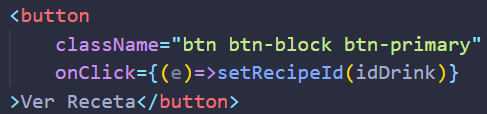 <button
className="btn btn-block btn-primary"
onClick={(e)=>setRecipeId(idDrink)}
>Ver Receta</button>